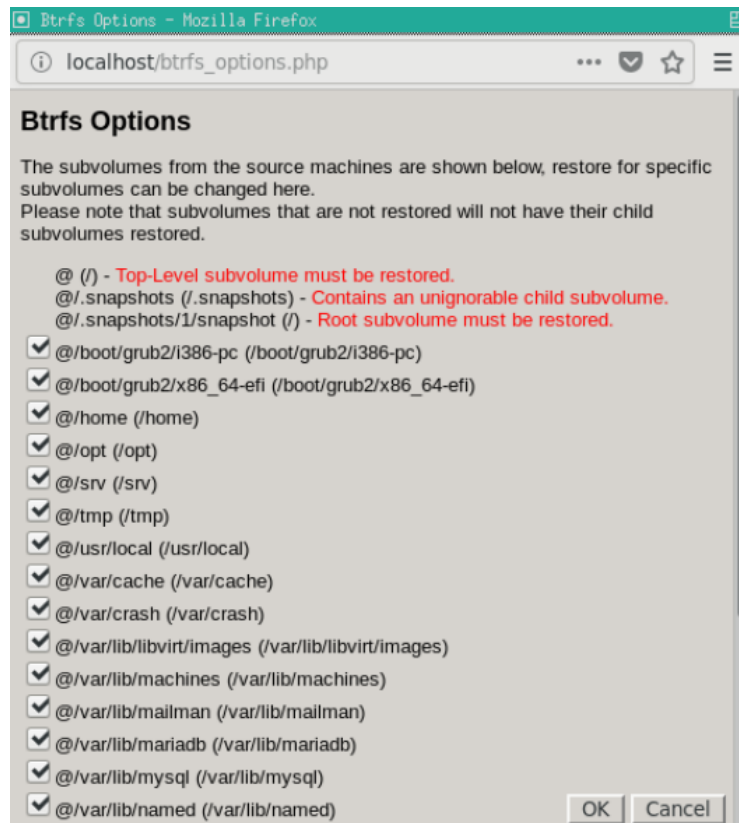 Btrfs Options - Mozilla Firefox
localhost/btrfs_options.php
Btrfs Options
The subvolumes from the source machines are shown below, restore for specific
subvolumes can be changed here.
Please note that subvolumes that are not restored will not have their child
subvolumes restored.
@ (/) - Top-Level subvolume must be restored.
@/.snapshots (/.snapshots) - Contains an unignorable child subvolume.
@/.snapshots/1/snapshot (/) - Root subvolume must be restored.
@/boot/grub2/i386-pc (/boot/grub2/i386-pc)
@/boot/grub2/x86_64-efi (/boot/grub2/x86_64-efi)
@/home (/home)
@/opt (/opt)
@/srv (/srv)
@/tmp (/tmp)
@/usr/local (/usr/local)
@/var/cache (/var/cache)
@/var/crash (/var/crash)
@/var/lib/libvirt/images (/var/lib/libvirt/images)
@/var/lib/machines (/var/lib/machines)
@/var/lib/mailman (/var/lib/mailman)
@/var/lib/mariadb (/var/lib/mariadb)
@/var/lib/mysql (/var/lib/mysql)
@/var/lib/named (/var/lib/named)
OK Cancel